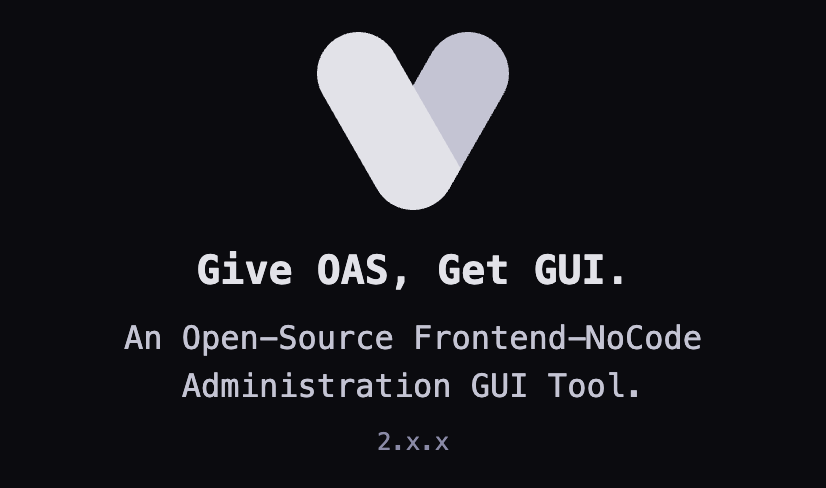 Give OAS, Get GUI.
An Open-Source Frontend-NoCode
Administration GUI Tool.
2.x.x